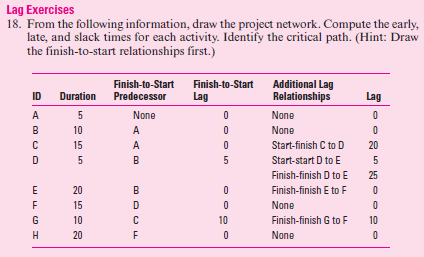 Lag Exercises
18. From the following information, draw the project network. Compute the early,
late, and slack times for each activity. Identify the critical path. (Hint: Draw
the finish-to-start relationships first.)
Finish-to-Start Finish-to-Start Additional Lag
ID Duration Predecessor Lag Relationships Lag
A 5 None 0 None 0
B 10 A 0 None 0
C 15 A 0 Start-finish C to D 20
D 5 B 5 Start-start D to E 5
Finish-finish D to E 25
E 20 B 0 Finish-finish E to F 0
F 15 D 0 None 0
G 10 C 10 Finish-finish G to F 10
H 20 F 0 None 0